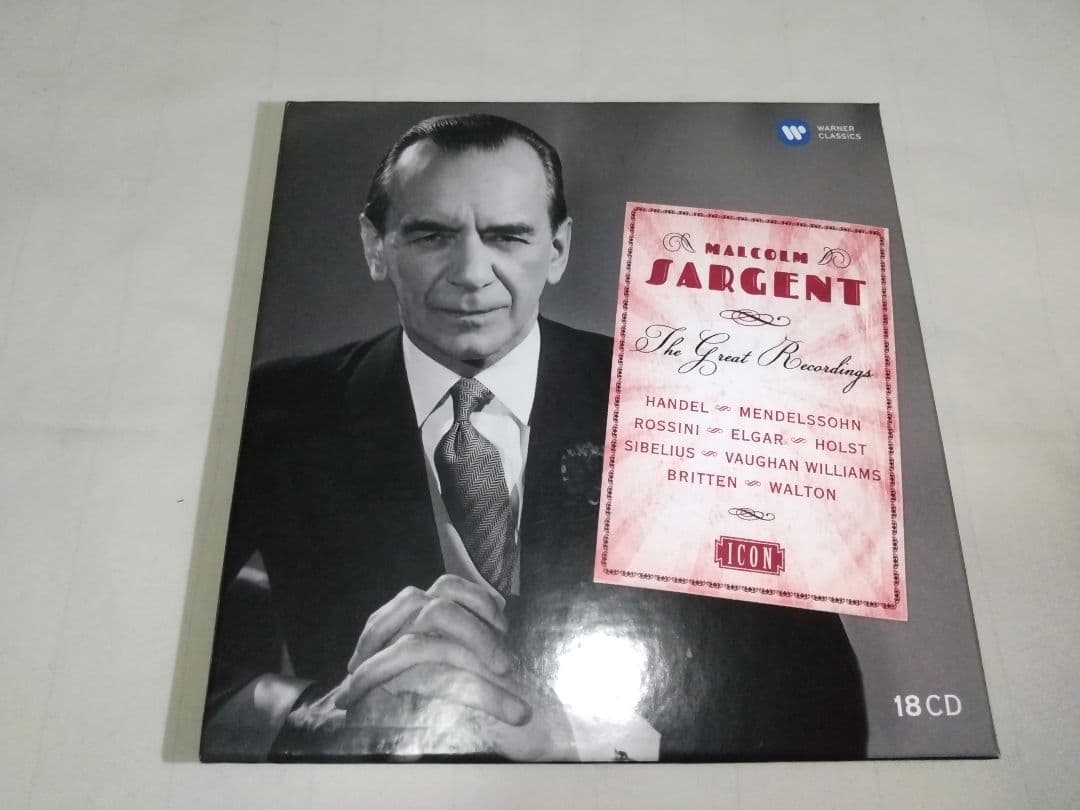 WARNER
CLASSICS
MALCOLM
SARGENT
The Great Recordings
HANDEL MENDELSSOHN
ROSSINI ELGAR HOLST
SIBELIUS VAUGHAN WILLIAMS
BRITTEN WALTON
ICON
18 CD